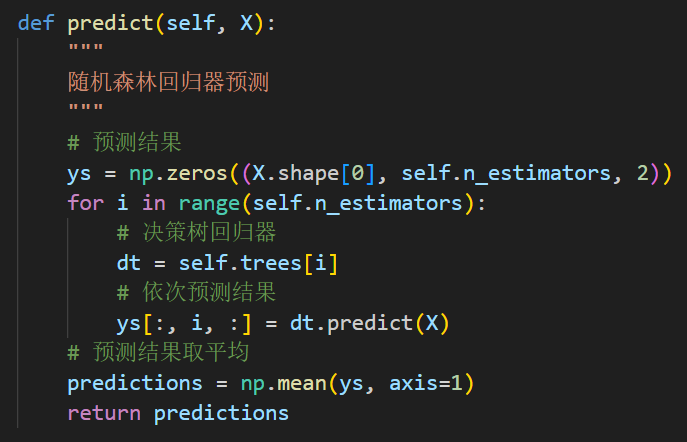 def predict(self, X):
    """
    随机森林回归器预测
    """
    # 预测结果
    ys = np.zeros((X.shape[0], self.n_estimators, 2))
    for i in range(self.n_estimators):
        # 决策树回归器
        dt = self.trees[i]
        # 依次预测结果
        ys[:, i, :] = dt.predict(X)
    # 预测结果取平均
    predictions = np.mean(ys, axis=1)
    return predictions